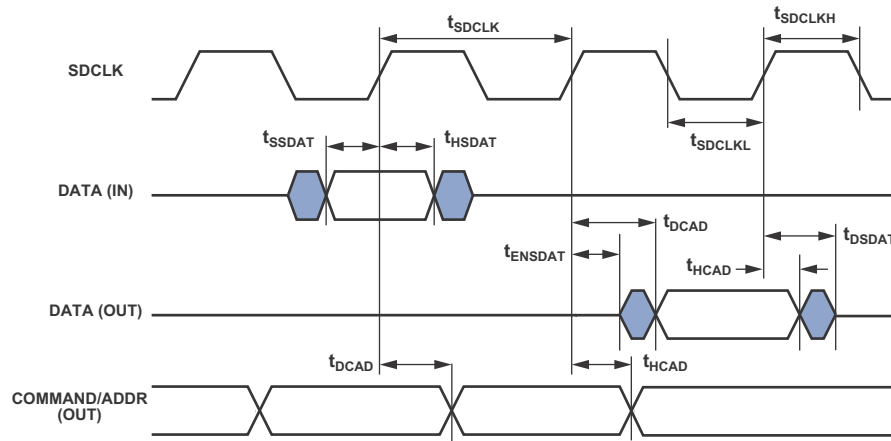 tSDCLK
tSDCLKH
SDCLK
tSSDAT
tHSDAT
tSDCLKL
DATA (IN)
tDCAD
tDSDAT
tENSDAT
tHCAD
DATA (OUT)
tDCAD
tHCAD
COMMAND/ADDR
(OUT)